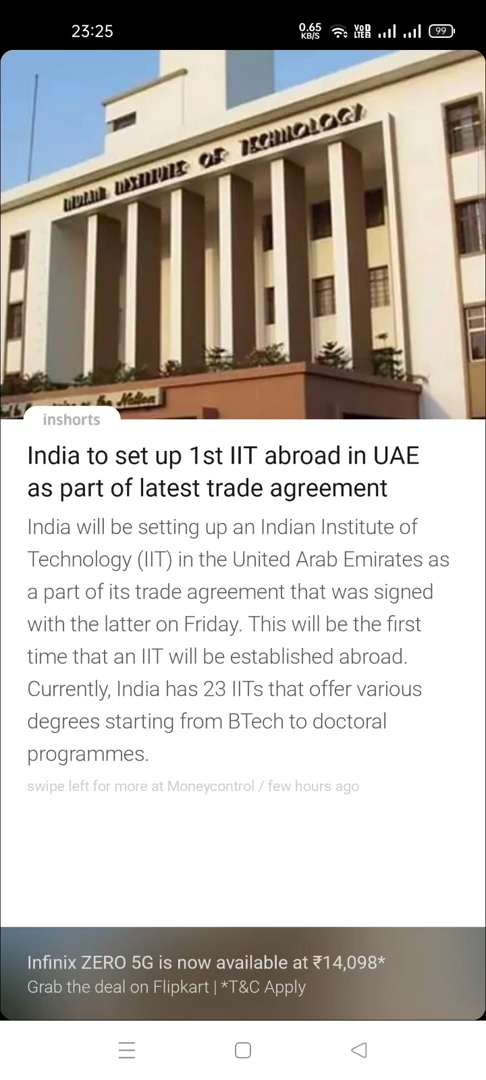 23:25
0.65
KB/S
VoD
LTE2
99
INDIAN INSTITUTE OF TECHNOLOGY
the Nation
inshorts
India to set up 1st IIT abroad in UAE
as part of latest trade agreement
India will be setting up an Indian Institute of
Technology (IIT) in the United Arab Emirates as
a part of its trade agreement that was signed
with the latter on Friday. This will be the first
time that an IIT will be established abroad.
Currently, India has 23 IITs that offer various
degrees starting from BTech to doctoral
programmes.
swipe left for more at Moneycontrol / few hours ago
Infinix ZERO 5G is now available at ₹14,098*
Grab the deal on Flipkart | *T&C Apply